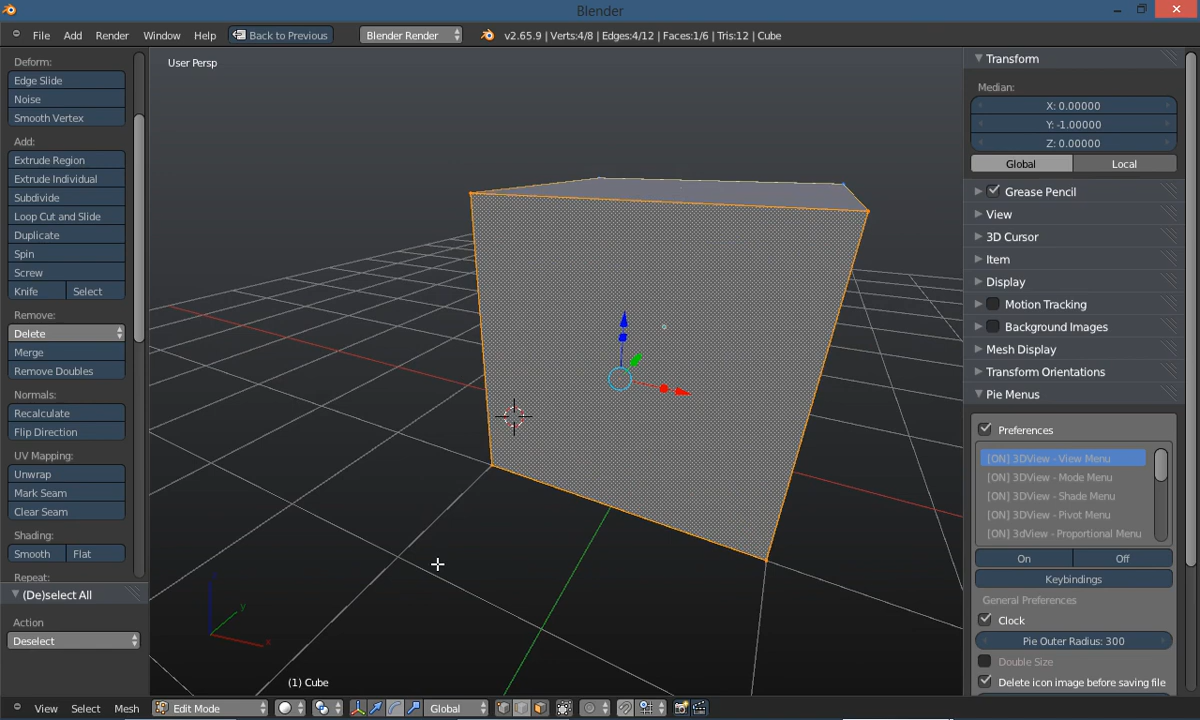 Blender
File Add Render Window Help Back to Previous Blender Render v2.65.9 | Verts:4/8 | Edges:4/12 | Faces:1/6 | Tris:12 | Cube
Deform:
Edge Slide
Noise
Smooth Vertex
Add:
Extrude Region
Extrude Individual
Subdivide
Loop Cut and Slide
Duplicate
Spin
Screw
Knife Select
Remove:
Delete
Merge
Remove Doubles
Normals:
Recalculate
Flip Direction
UV Mapping:
Unwrap
Mark Seam
Clear Seam
Shading:
Smooth Flat
Repeat:
(De)select All
Action
Deselect
User Persp
y
x
(1) Cube
Transform
Median:
X: 0.00000
Y: -1.00000
Z: 0.00000
Global Local
Grease Pencil
View
3D Cursor
Item
Display
Motion Tracking
Background Images
Mesh Display
Transform Orientations
Pie Menus
Preferences
[ON] 3DView - View Menu
[ON] 3DView - Mode Menu
[ON] 3DView - Shade Menu
[ON] 3DView - Pivot Menu
[ON] 3dView - Proportional Menu
On Off
Keybindings
General Preferences
Clock
Pie Outer Radius: 300
Double Size
Delete icon image before saving file
View Select Mesh Edit Mode Global